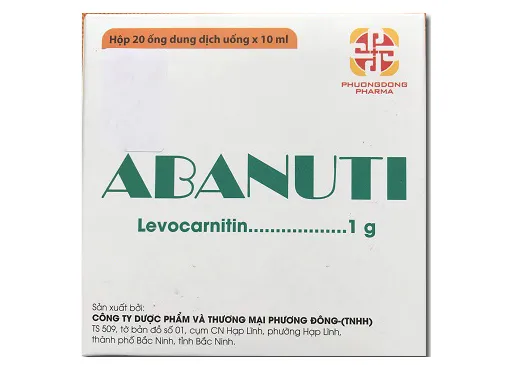 Hộp 20 ống dung dịch uống x 10 ml
PHUONGDONG
PHARMA
ABANUTI
Levocarnitin...................1 g
Sản xuất bởi:
CÔNG TY DƯỢC PHẨM VÀ THƯƠNG MẠI PHƯƠNG ĐÔNG-(TNHH)
TS 509, tờ bản đồ số 01, cụm CN Hạp Lĩnh, phường Hạp Lĩnh,
thành phố Bắc Ninh, tỉnh Bắc Ninh.